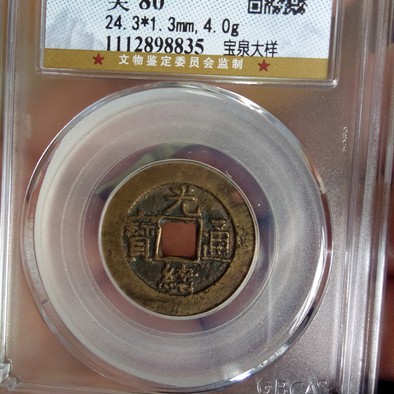 美 80
24.3*1.3mm, 4.0g
1112898835 宝泉大样
★ 文物鉴定委员会监制 ★
光
寶 通
緒
GBCA